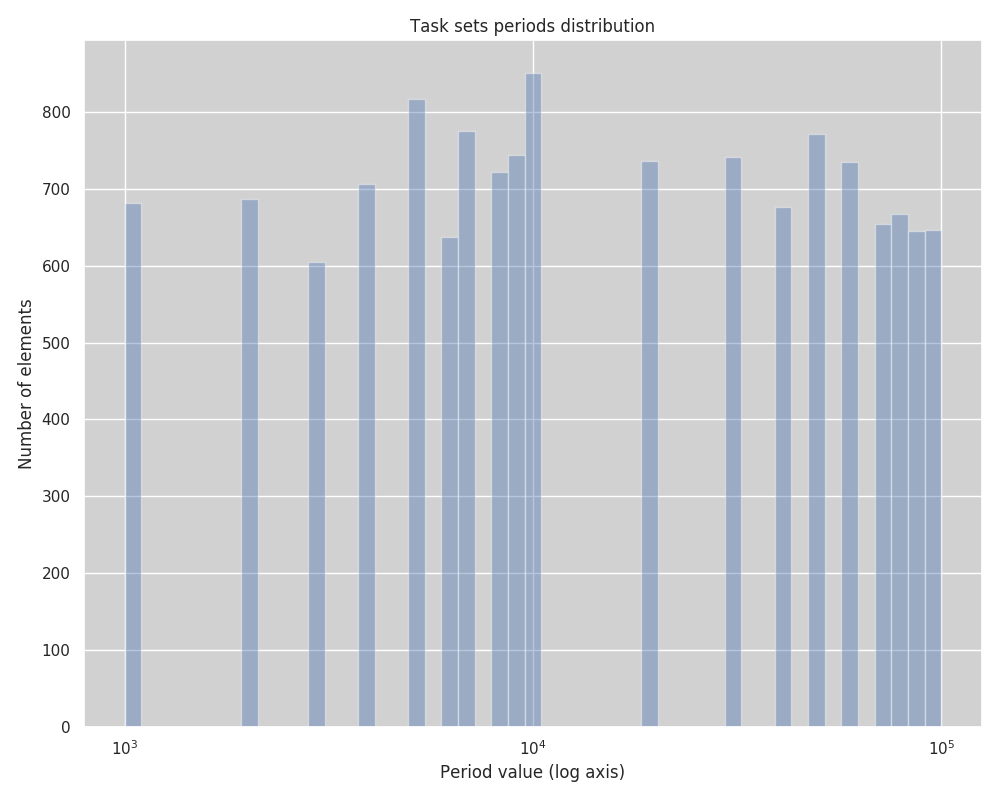 Task sets periods distribution
Number of elements
800
700
600
500
400
300
200
100
0
10³ 10⁴ 10⁵
Period value (log axis)